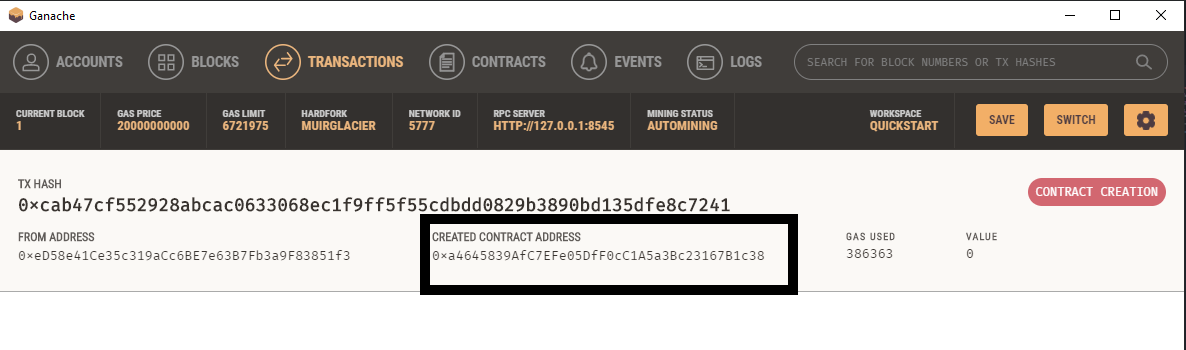 Ganache
ACCOUNTS BLOCKS TRANSACTIONS CONTRACTS EVENTS LOGS SEARCH FOR BLOCK NUMBERS OR TX HASHES
CURRENT BLOCK GAS PRICE GAS LIMIT HARDFORK NETWORK ID RPC SERVER MINING STATUS WORKSPACE
1 20000000000 6721975 MUIRGLACIER 5777 HTTP://127.0.0.1:8545 AUTOMINING QUICKSTART
SAVE SWITCH
TX HASH
0×cab47cf552928abcac0633068ec1f9ff5f55cdbdd0829b3890bd135dfe8c7241
CONTRACT CREATION
FROM ADDRESS CREATED CONTRACT ADDRESS GAS USED VALUE
0×eD58e41Ce35c319aCc6BE7e63B7Fb3a9F83851f3 0×a4645839AfC7EFe05DfF0cC1A5a3Bc23167B1c38 386363 0